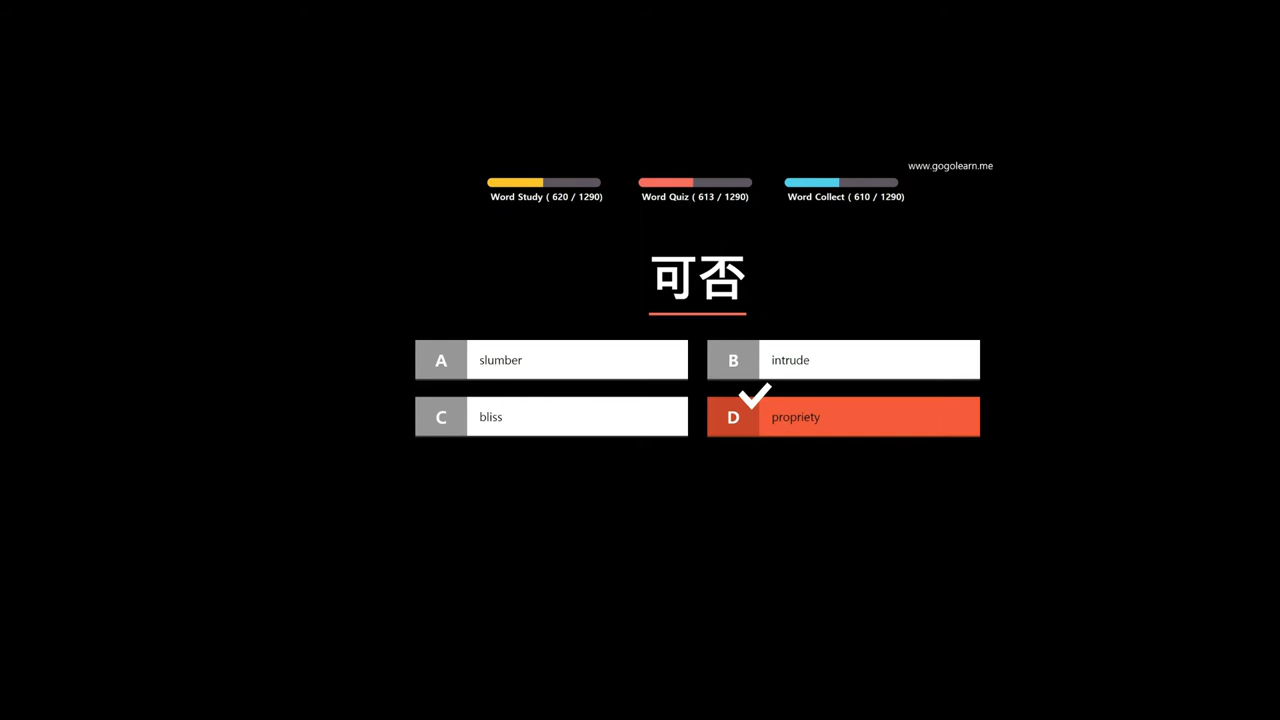 www.gogolearn.me
Word Study ( 620 / 1290)
Word Quiz ( 613 / 1290)
Word Collect ( 610 / 1290)
可否
A slumber
B intrude
C bliss
D propriety